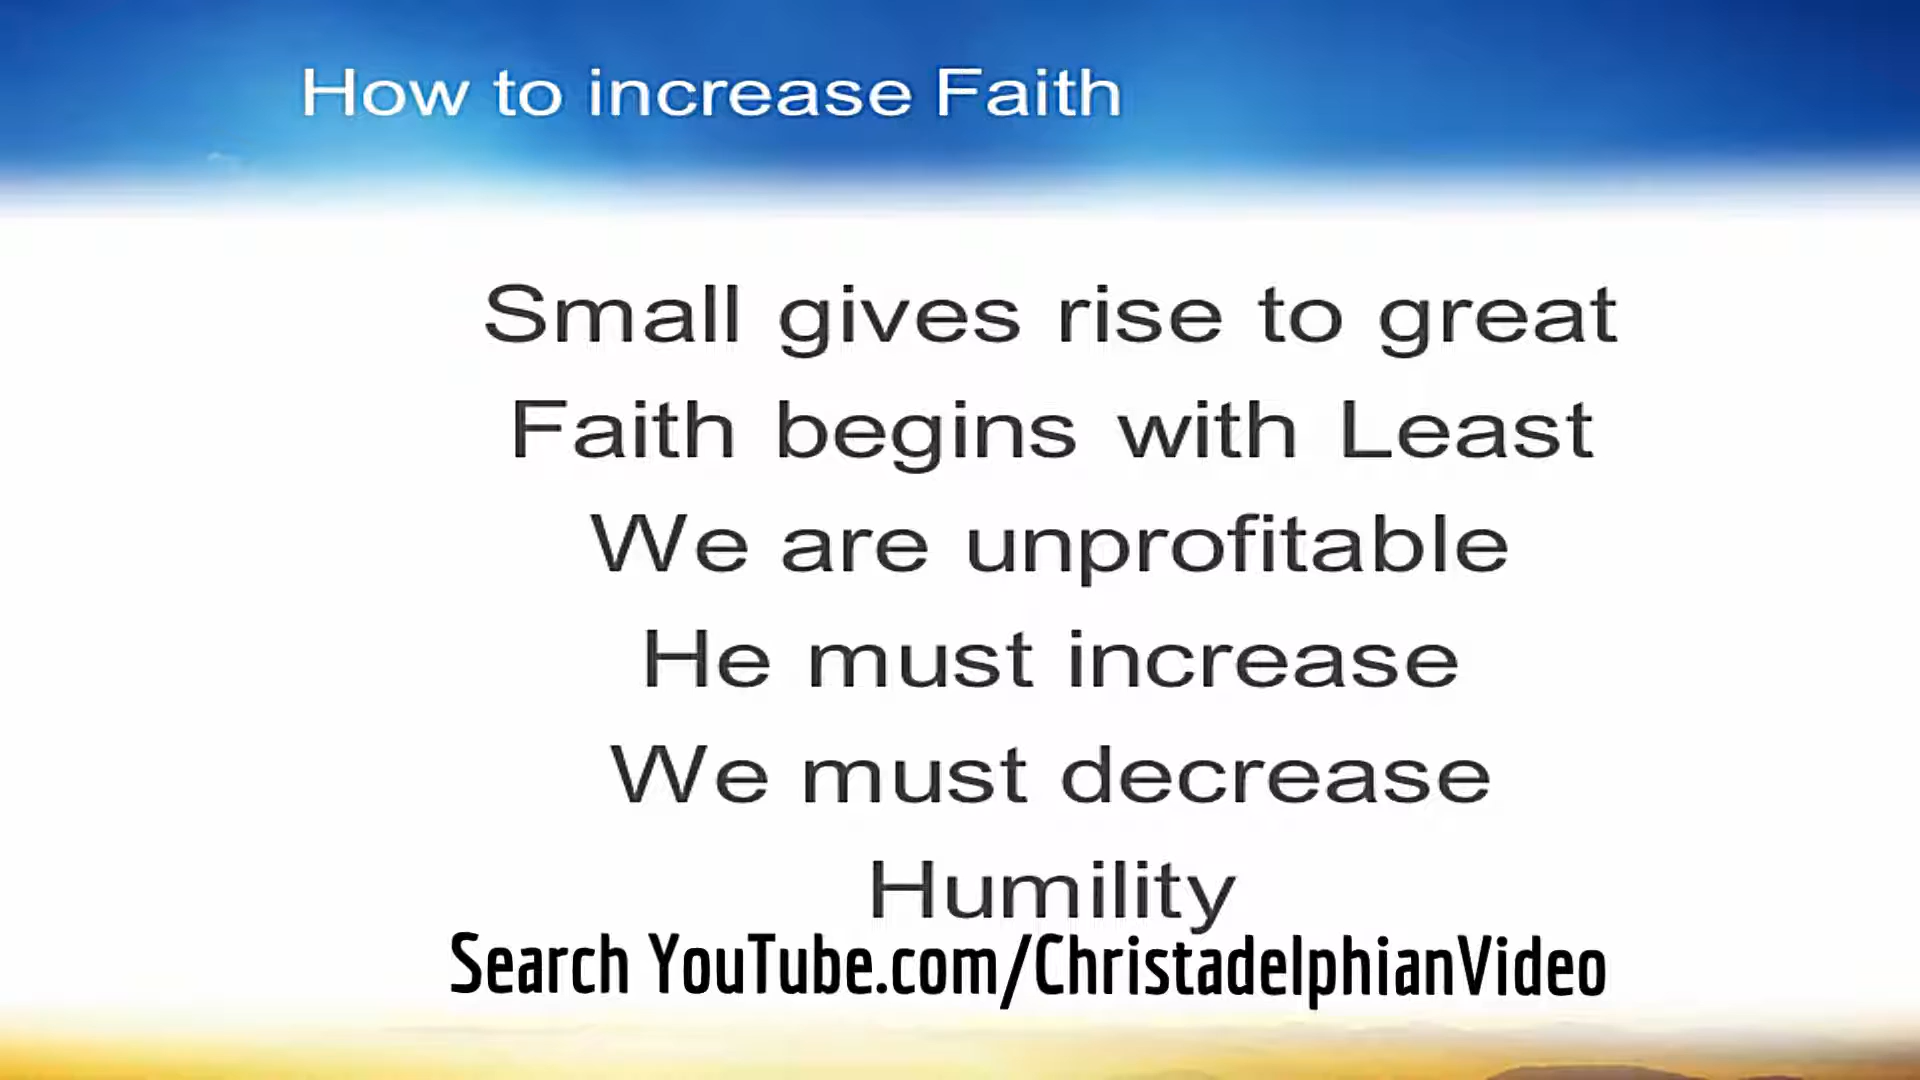 How to increase Faith
Small gives rise to great
Faith begins with Least
We are unprofitable
He must increase
We must decrease
Humility
Search YouTube.com/ChristadelphianVideo